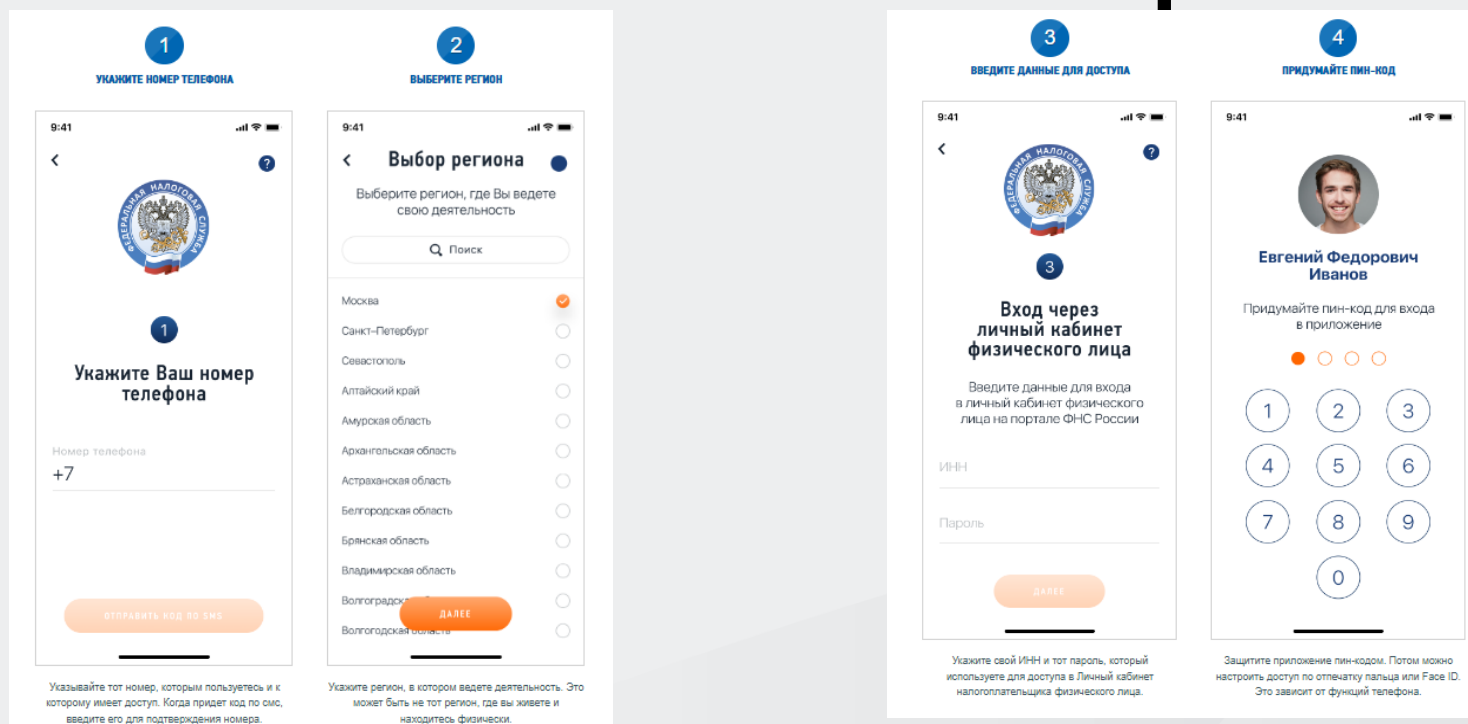 1
УКАЖИТЕ НОМЕР ТЕЛЕФОНА
9:41
?
ФЕДЕРАЛЬНАЯ НАЛОГОВАЯ СЛУЖБА
1
Укажите Ваш номер
телефона
Номер телефона
+7
ОТПРАВИТЬ КОД ПО SMS
Указывайте тот номер, которым пользуетесь и к
которому имеет доступ. Когда придет код по смс,
введите его для подтверждения номера.
2
ВЫБЕРИТЕ РЕГИОН
9:41
Выбор региона
Выберите регион, где Вы ведете
свою деятельность
Поиск
Москва
Санкт-Петербург
Севастополь
Алтайский край
Амурская область
Архангельская область
Астраханская область
Белгородская область
Брянская область
Владимирская область
Волгоградск
ДАЛЕЕ
Волгогодская область
Укажите регион, в котором ведете деятельность. Это
может быть не тот регион, где вы живете и
находитесь физически.
3
ВВЕДИТЕ ДАННЫЕ ДЛЯ ДОСТУПА
9:41
?
ФЕДЕРАЛЬНАЯ НАЛОГОВАЯ СЛУЖБА
3
Вход через
личный кабинет
физического лица
Введите данные для входа
в личный кабинет физического
лица на портале ФНС России
ИНН
Пароль
ДАЛЕЕ
Укажите свой ИНН и тот пароль, который
используете для доступа в Личный кабинет
налогоплательщика физического лица.
4
ПРИДУМАЙТЕ ПИН-КОД
9:41
Евгений Федорович
Иванов
Придумайте пин-код для входа
в приложение
1 2 3
4 5 6
7 8 9
0
Защитите приложение пин-кодом. Потом можно
настроить доступ по отпечатку пальца или Face ID.
Это зависит от функций телефона.